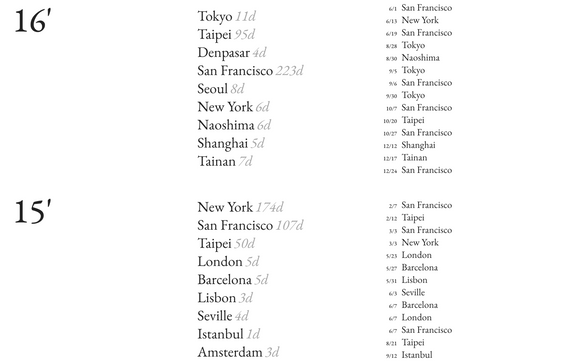 16'
Tokyo 11d
Taipei 95d
Denpasar 4d
San Francisco 223d
Seoul 8d
New York 6d
Naoshima 6d
Shanghai 5d
Tainan 7d
6/1 San Francisco
6/13 New York
6/19 San Francisco
8/28 Tokyo
8/30 Naoshima
9/5 Tokyo
9/6 San Francisco
9/30 Tokyo
10/7 San Francisco
10/20 Taipei
10/27 San Francisco
12/12 Shanghai
12/17 Tainan
12/24 San Francisco
15'
New York 174d
San Francisco 107d
Taipei 50d
London 5d
Barcelona 5d
Lisbon 3d
Seville 4d
Istanbul 1d
Amsterdam 3d
2/7 San Francisco
2/12 Taipei
3/3 San Francisco
3/3 New York
5/23 London
5/27 Barcelona
5/31 Lisbon
6/3 Seville
6/7 Barcelona
6/7 London
6/7 San Francisco
8/21 Taipei
9/12 Istanbul